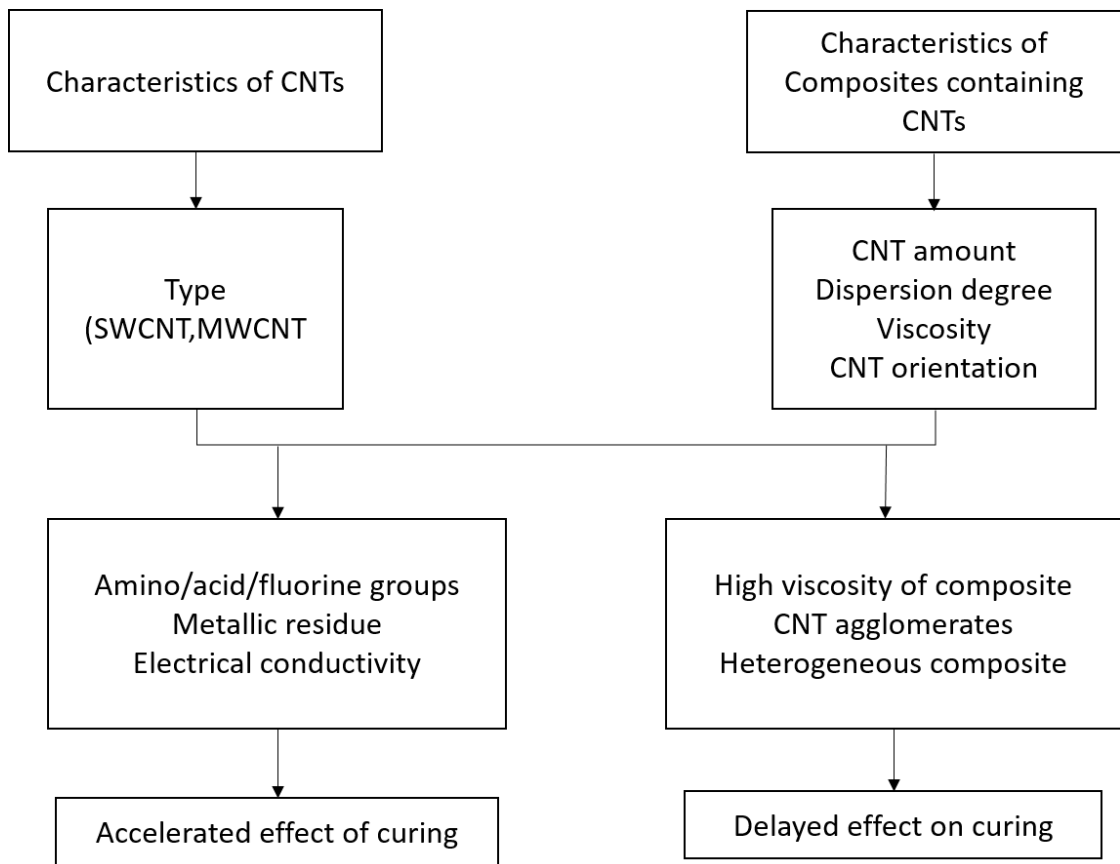 Characteristics of CNTs
Characteristics of
Composites containing
CNTs
Type
(SWCNT,MWCNT
CNT amount
Dispersion degree
Viscosity
CNT orientation
Amino/acid/fluorine groups
Metallic residue
Electrical conductivity
High viscosity of composite
CNT agglomerates
Heterogeneous composite
Accelerated effect of curing
Delayed effect on curing